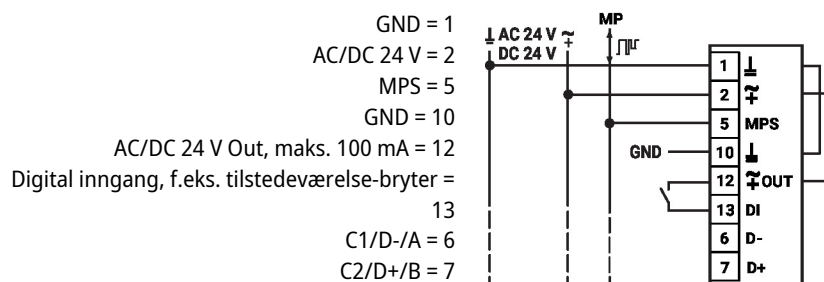 GND = 1
AC/DC 24 V = 2
MPS = 5
GND = 10
AC/DC 24 V Out, maks. 100 mA = 12
Digital inngang, f.eks. tilstedeværelse-bryter =
13
C1/D-/A = 6
C2/D+/B = 7
MP
AC 24 V
DC 24 V
1
2
5 MPS
GND 10
12 OUT
13 DI
6 D-
7 D+